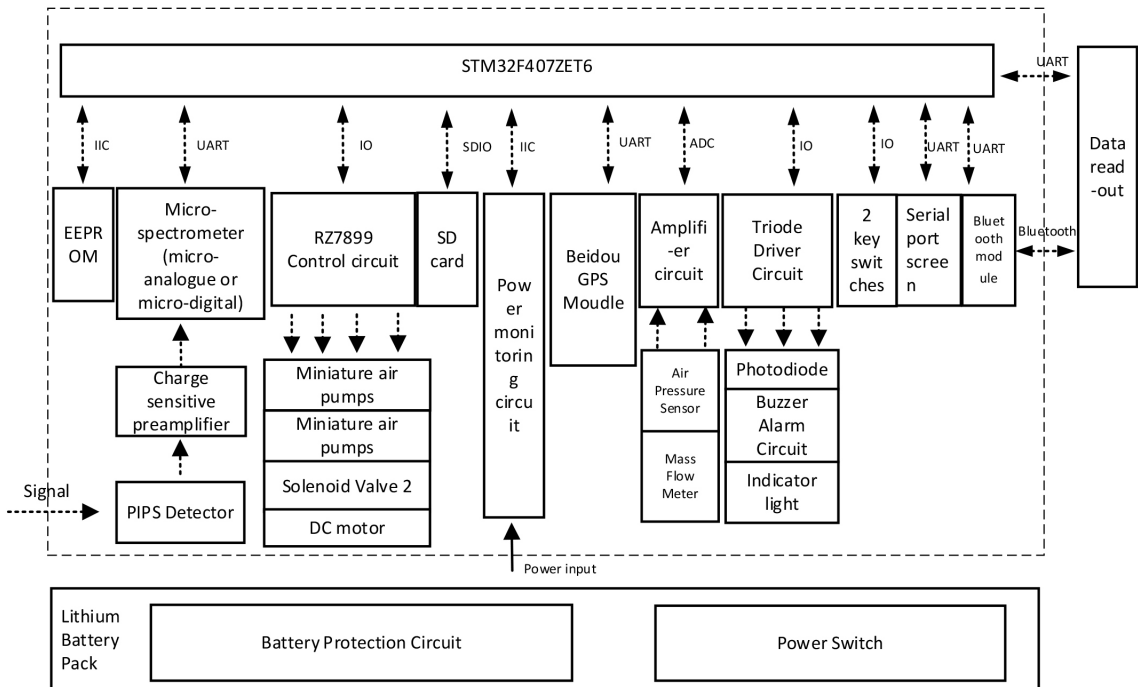 STM32F407ZET6
UART
IIC
UART
IO
SDIO
IIC
UART
ADC
IO
IO
UART
UART
Data
read
-out
EEPR
OM
Micro-
spectrometer
(micro-
analogue or
micro-digital)
RZ7899
Control circuit
SD
card
Pow
er
moni
torin
g
circu
it
Beidou
GPS
Moudle
Amplifi
-er
circuit
Triode
Driver
Circuit
2
key
swi
tches
Serial
port
scree
n
Bluet
ooth
mod
ule
Bluetooth
Charge
sensitive
preamplifier
PIPS Detector
Signal
Miniature air
pumps
Miniature air
pumps
Solenoid Valve 2
DC motor
Air
Pressure
Sensor
Mass
Flow
Meter
Photodiode
Buzzer
Alarm
Circuit
Indicator
light
Power input
Lithium
Battery
Pack
Battery Protection Circuit
Power Switch